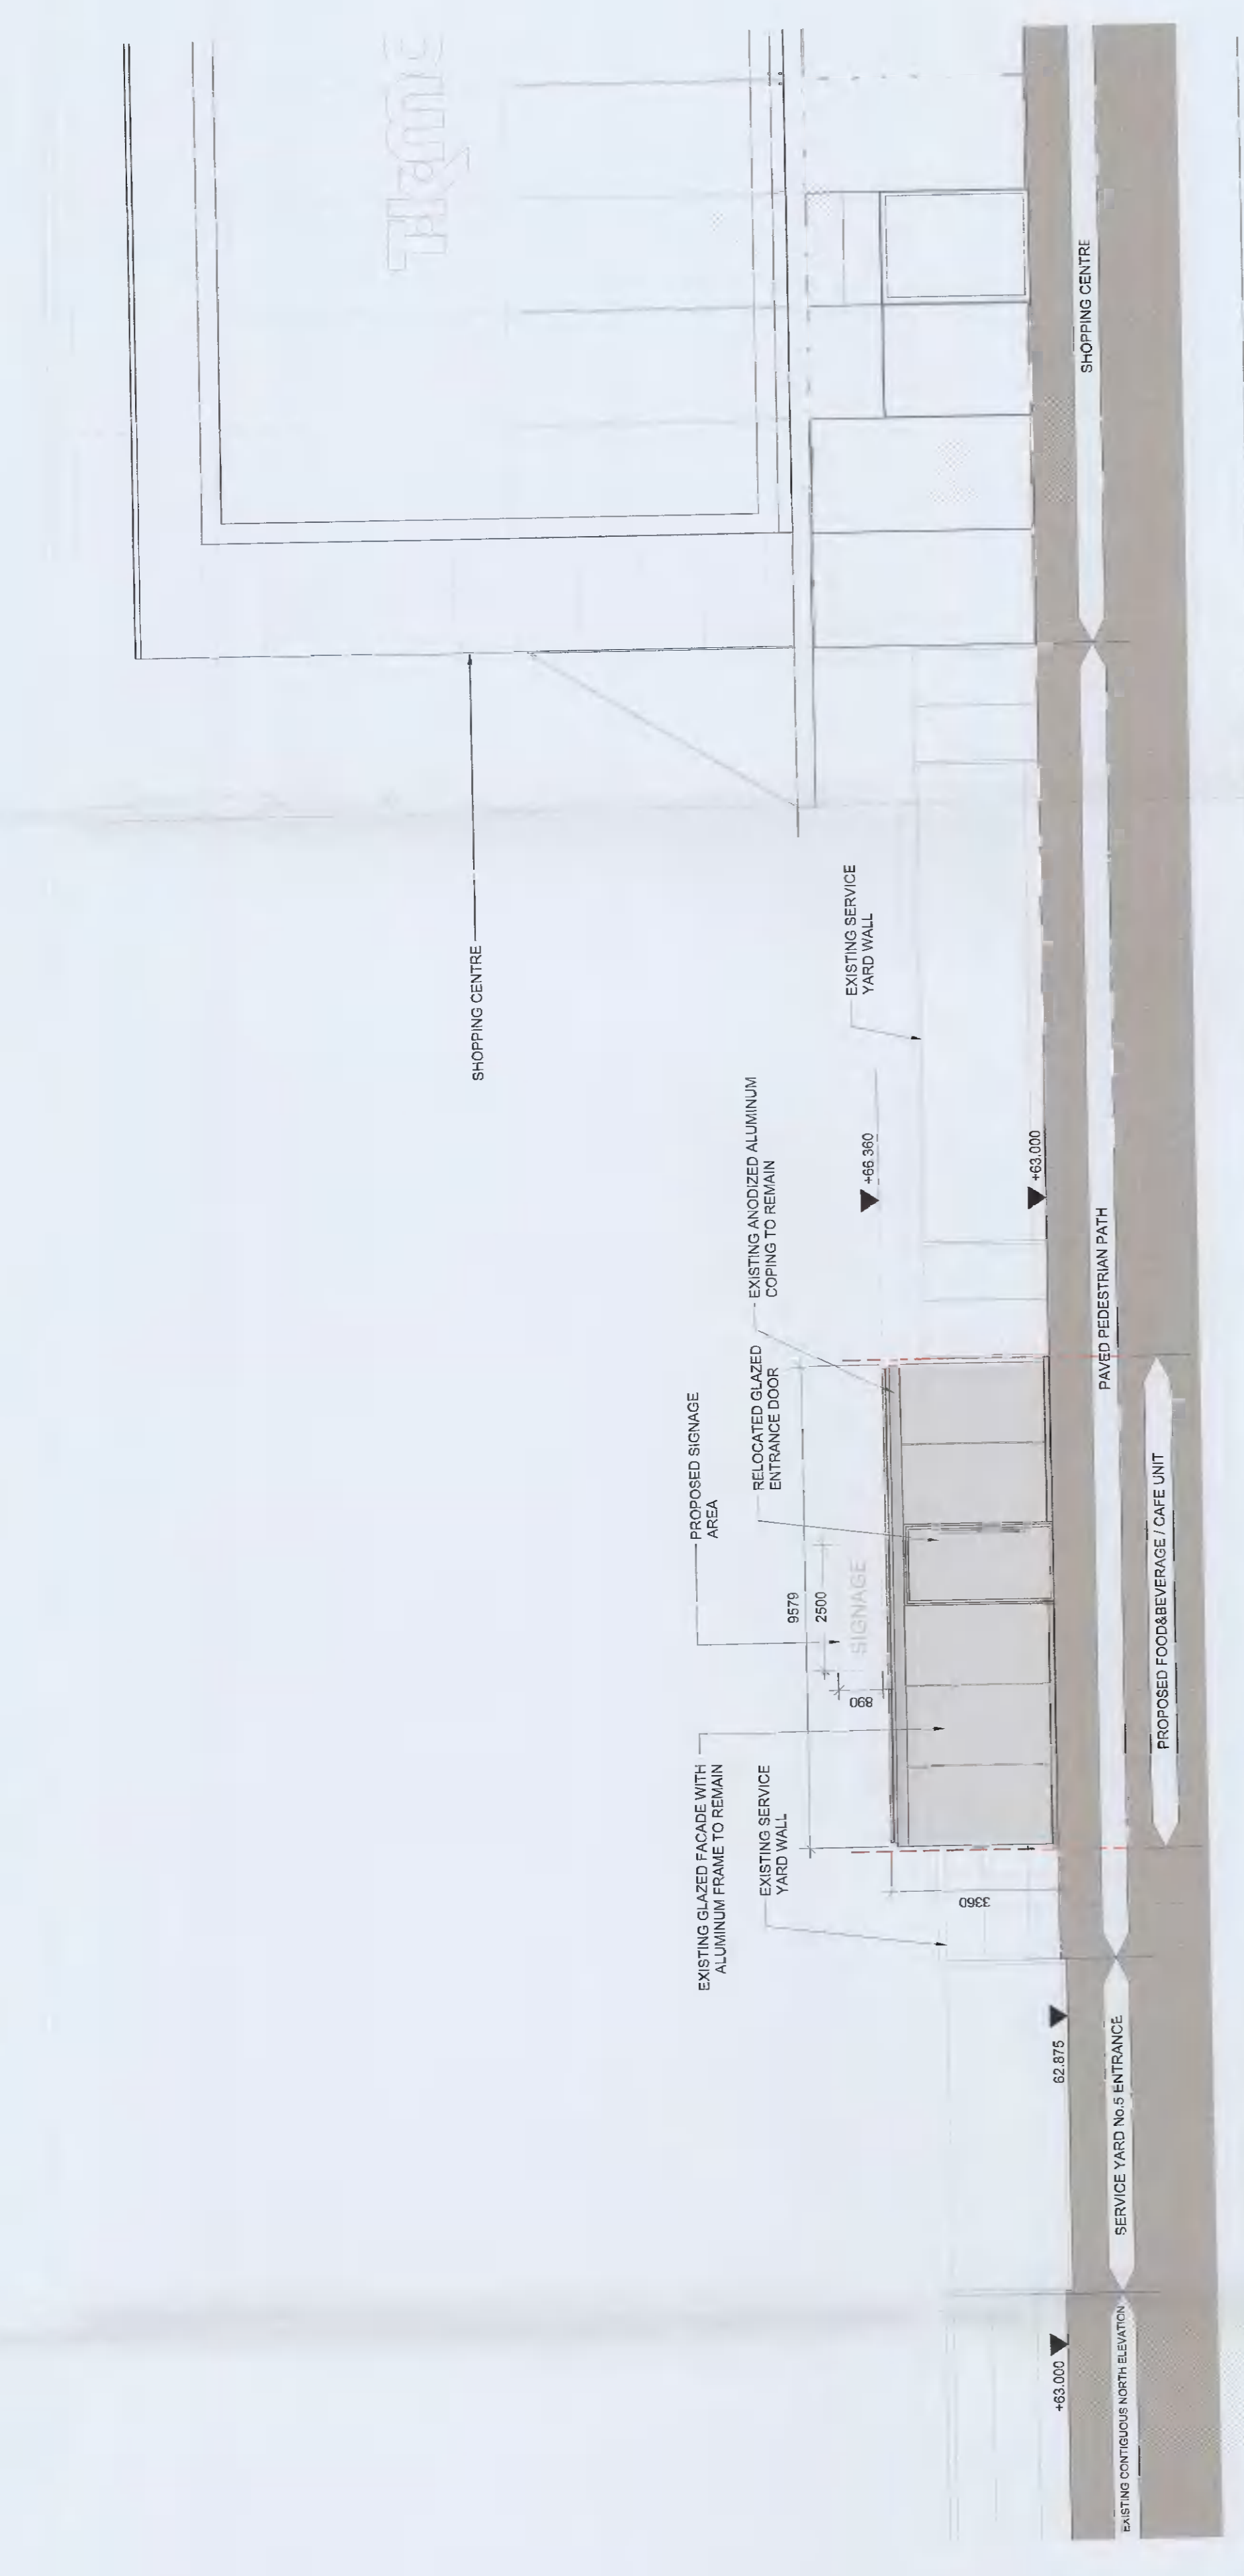 SHOPPING CENTRE
PROPOSED SIGNAGE
AREA
EXISTING GLAZED FACADE WITH
ALUMINUM FRAME TO REMAIN
RELOCATED GLAZED
ENTRANCE DOOR
EXISTING ANODIZED ALUMINUM
COPING TO REMAIN
EXISTING SERVICE
YARD WALL
EXISTING SERVICE
YARD WALL
9579
2500
SIGNAGE
890
3360
+66.360
+63.000
62.875
+63.000
EXISTING CONTIGUOUS NORTH ELEVATION
SERVICE YARD No.5 ENTRANCE
PAVED PEDESTRIAN PATH
SHOPPING CENTRE
PROPOSED FOOD&BEVERAGE / CAFE UNIT